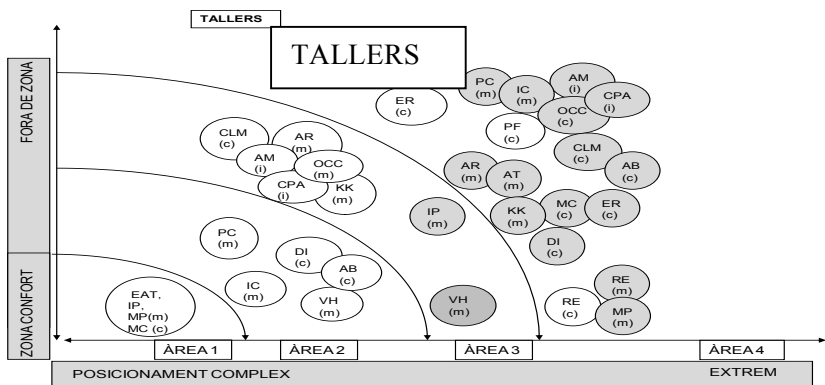 TALLERS
TALLERS
FORA DE ZONA
ZONA CONFORT
ER
(c)
PC
(m)
IC
(m)
AM
(i)
CPA
(i)
OCC
(c)
PF
(c)
CLM
(c)
AB
(c)
CLM
(c)
AR
(m)
AM
(i)
OCC
(m)
CPA
(i)
KK
(m)
AR
(m)
AT
(m)
IP
(m)
KK
(m)
MC
(c)
ER
(c)
DI
(c)
PC
(m)
DI
(c)
AB
(c)
IC
(m)
VH
(m)
VH
(m)
RE
(c)
RE
(m)
MP
(m)
EAT,
IP,
MP(m)
MC (c)
ÀREA 1
ÀREA 2
ÀREA 3
ÀREA 4
POSICIONAMENT COMPLEX
EXTREM